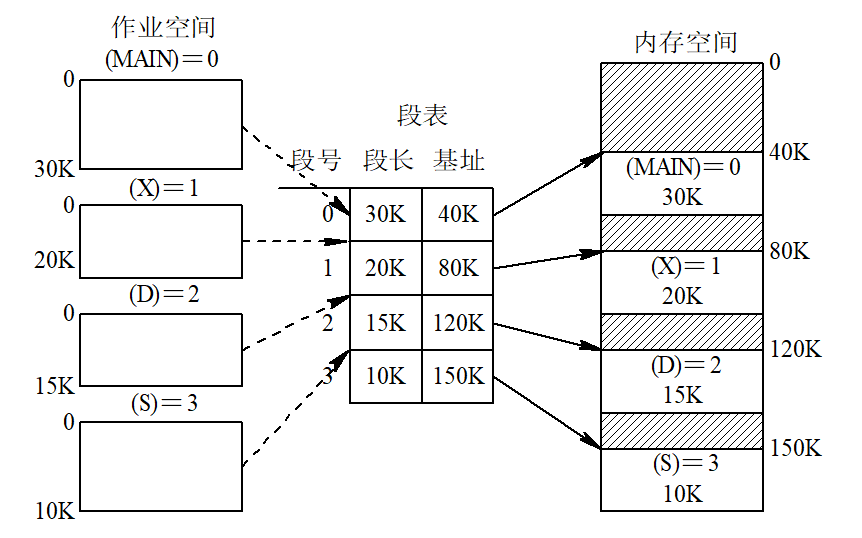 作业空间
(MAIN)＝0
0
30K
(X)＝1
0
20K
(D)＝2
0
15K
(S)＝3
0
10K
段表
段号 段长 基址
0 30K 40K
1 20K 80K
2 15K 120K
3 10K 150K
内存空间
0
40K
(MAIN)＝0
30K
80K
(X)＝1
20K
120K
(D)＝2
15K
150K
(S)＝3
10K